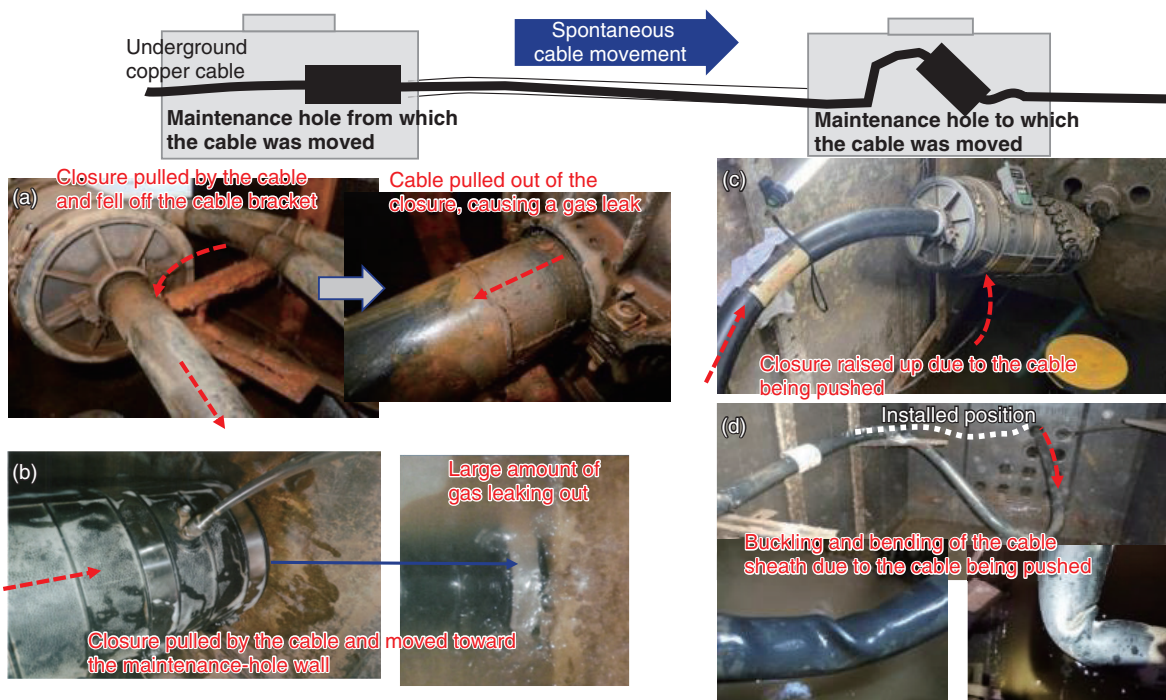 Underground
copper cable
Spontaneous
cable movement
Maintenance hole from which
the cable was moved
Maintenance hole to which
the cable was moved
(a)
Closure pulled by the cable
and fell off the cable bracket
Cable pulled out of the
closure, causing a gas leak
(b)
Large amount of
gas leaking out
Closure pulled by the cable and moved toward
the maintenance-hole wall
(c)
Closure raised up due to the cable
being pushed
(d)
Installed position
Buckling and bending of the cable
sheath due to the cable being pushed